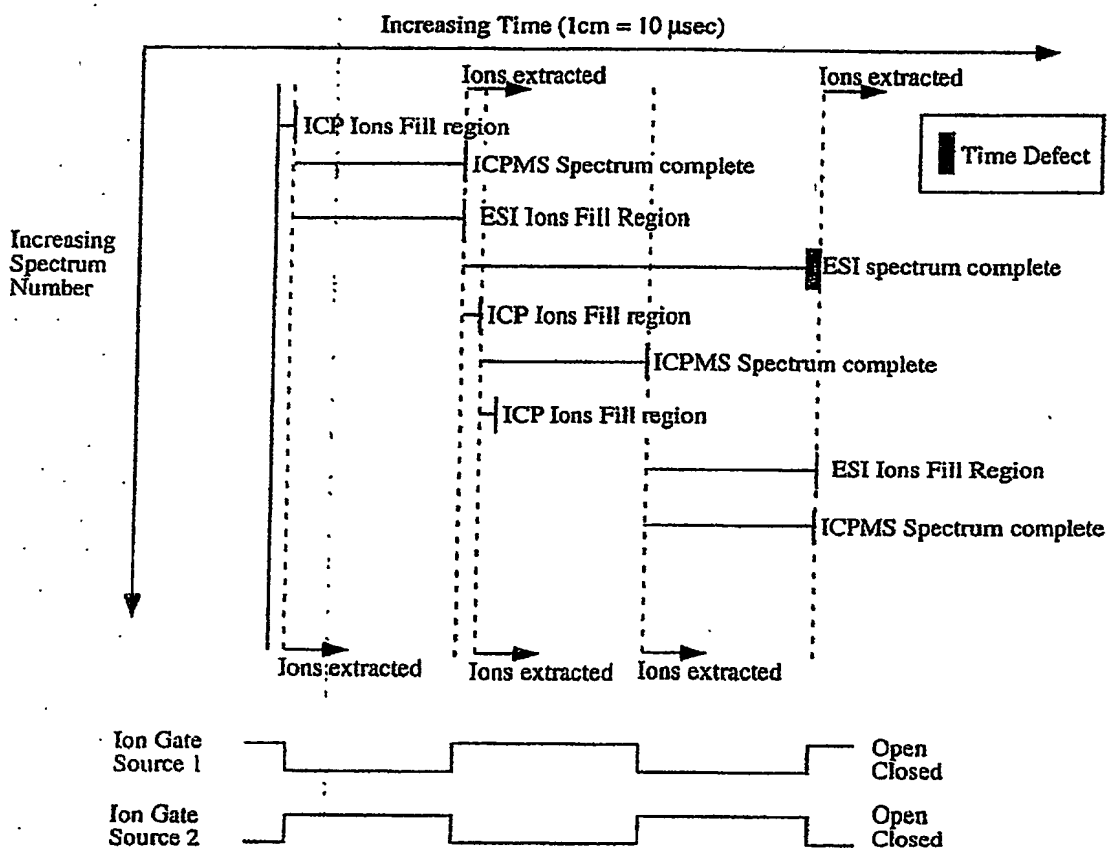 Increasing Time (1cm = 10 µsec)
Ions extracted
Ions extracted
ICP Ions Fill region
Time Defect
ICPMS Spectrum complete
ESI Ions Fill Region
Increasing
Spectrum
Number
ESI spectrum complete
ICP Ions Fill region
ICPMS Spectrum complete
ICP Ions Fill region
ESI Ions Fill Region
ICPMS Spectrum complete
Ions extracted
Ions extracted
Ions extracted
Ion Gate
Source 1
Open
Closed
Ion Gate
Source 2
Open
Closed